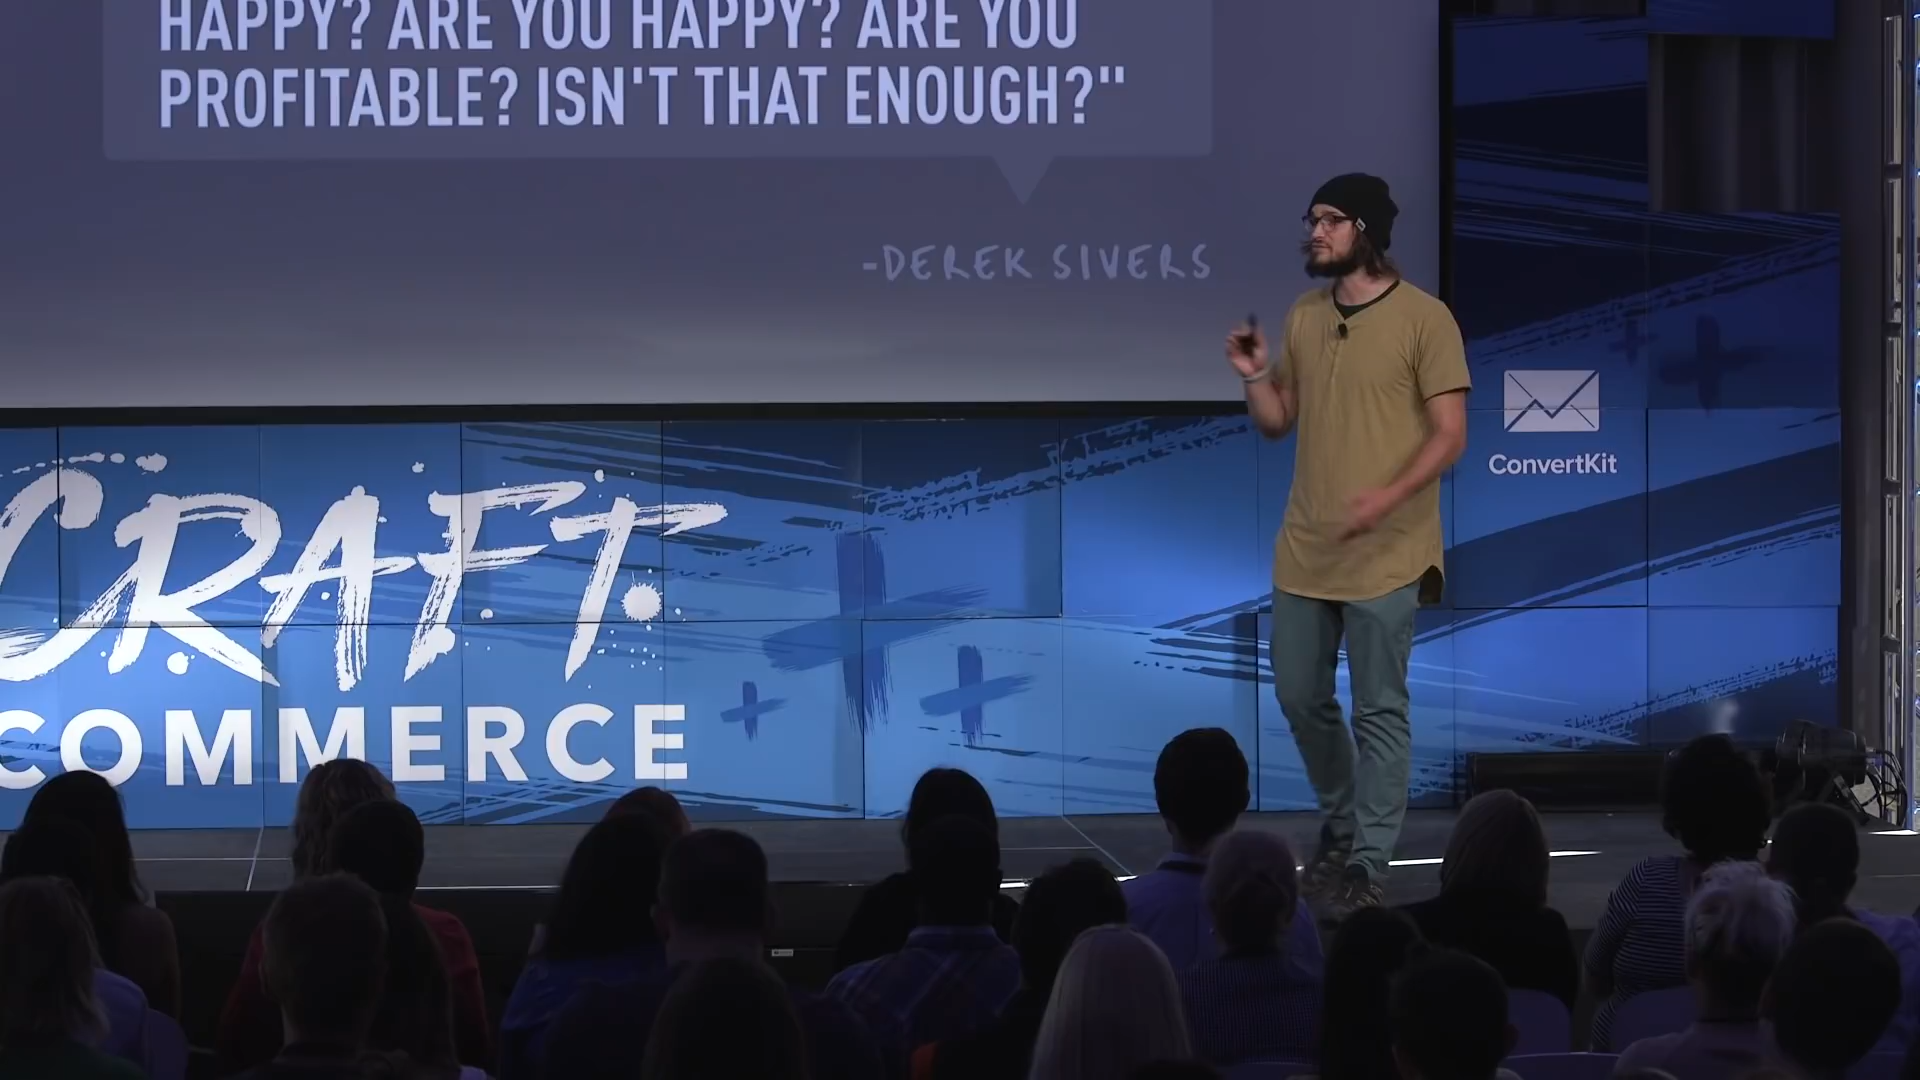 HAPPY? ARE YOU HAPPY? ARE YOU
PROFITABLE? ISN'T THAT ENOUGH?"
-DEREK SIVERS
ConvertKit
CRAFT
COMMERCE